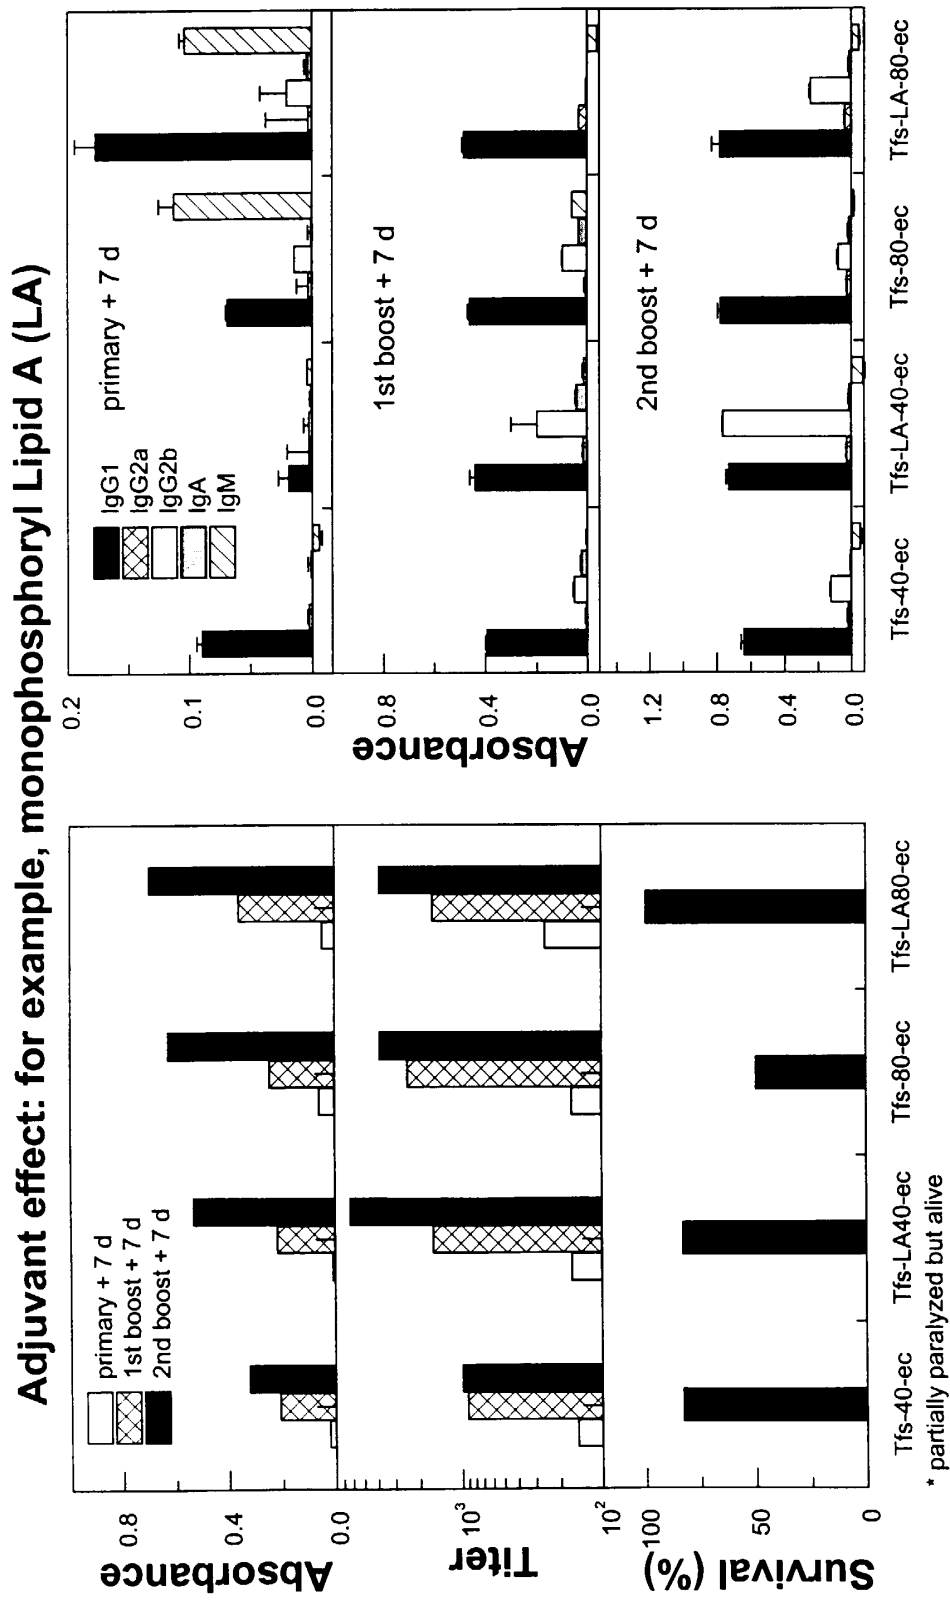 Adjuvant effect: for example, monophosphoryl Lipid A (LA)
primary + 7 d
1st boost + 7 d
2nd boost + 7 d
Absorbance
0.8
0.4
0.0
Titer
10³
10²
Survival (%)
100
50
0
Tfs-40-ec
Tfs-LA40-ec
Tfs-80-ec
Tfs-LA80-ec
* partially paralyzed but alive
IgG1
IgG2a
IgG2b
IgA
IgM
primary + 7 d
0.2
0.1
0.0
1st boost + 7 d
0.8
0.4
0.0
Absorbance
2nd boost + 7 d
1.2
0.8
0.4
0.0
Tfs-40-ec
Tfs-LA-40-ec
Tfs-80-ec
Tfs-LA-80-ec